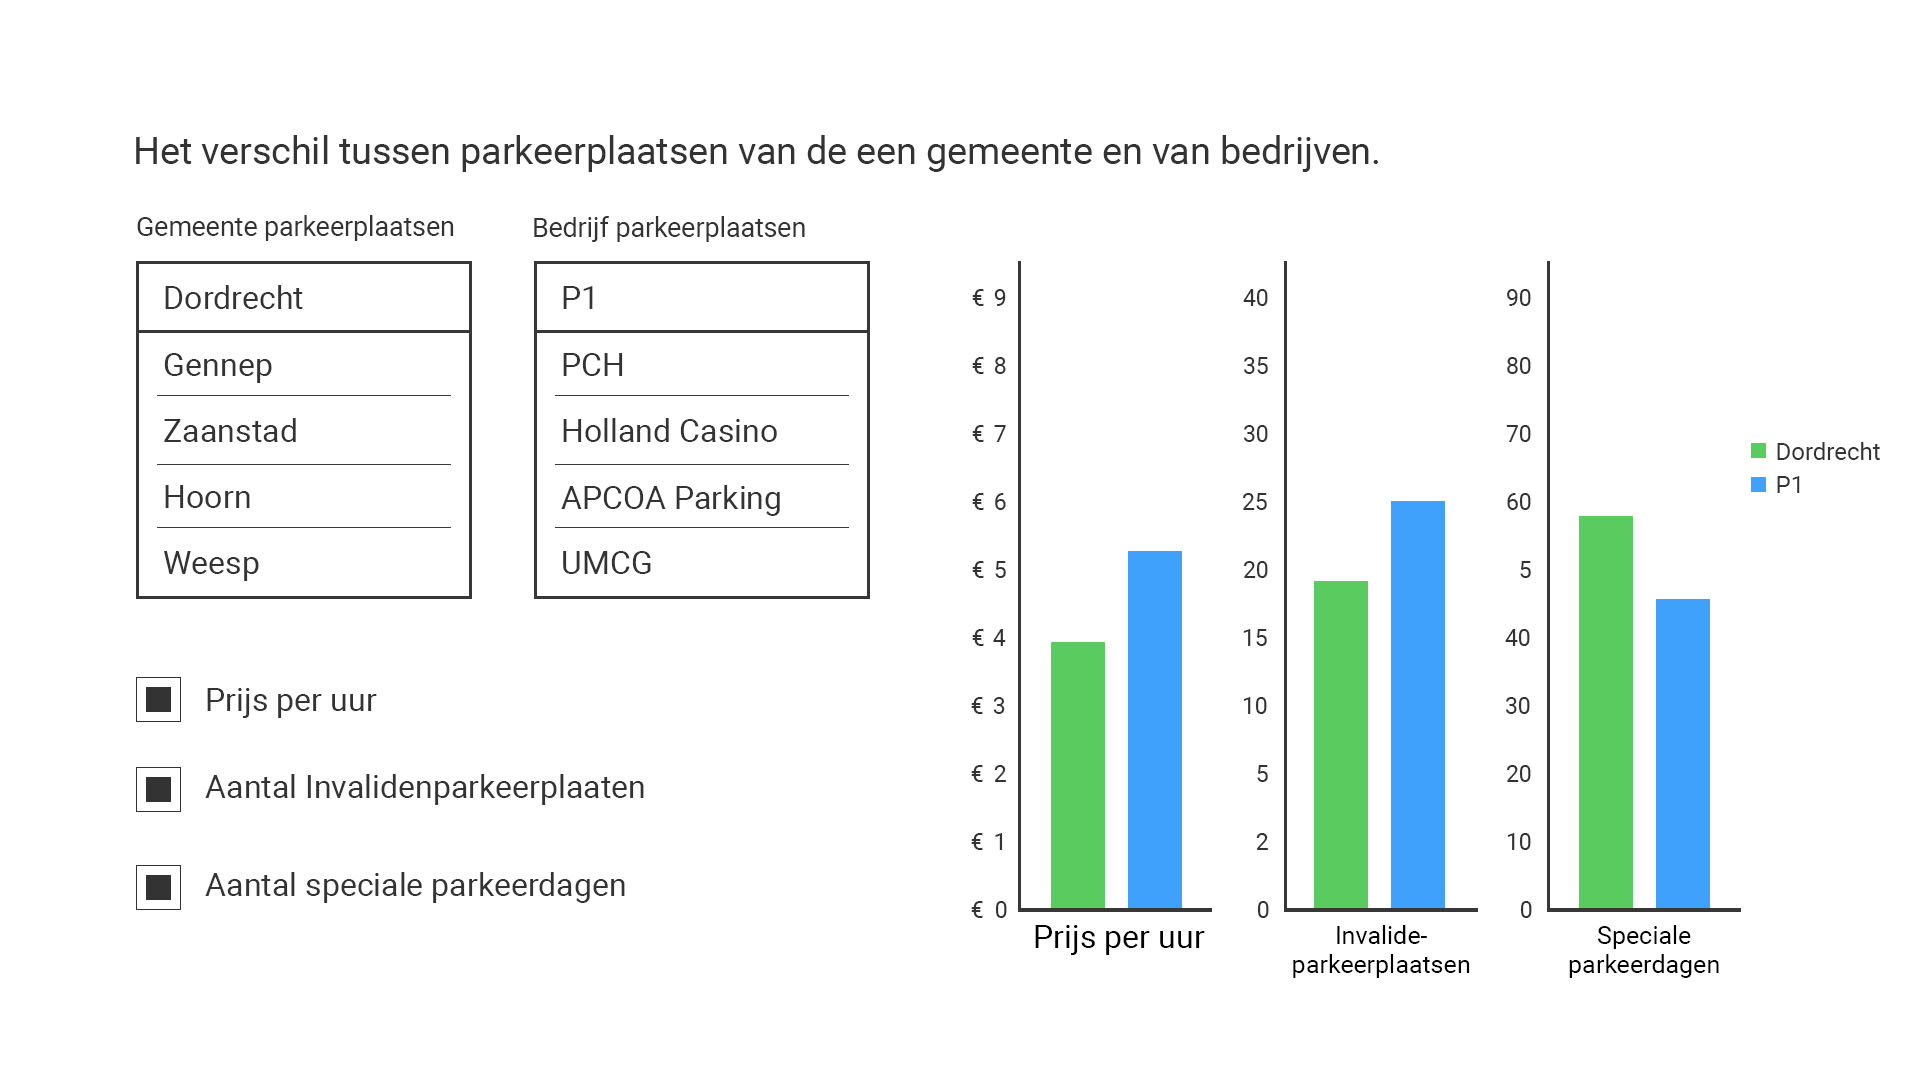 Het verschil tussen parkeerplaatsen van de een gemeente en van bedrijven.
Gemeente parkeerplaatsen
Dordrecht
Gennep
Zaanstad
Hoorn
Weesp
Bedrijf parkeerplaatsen
P1
PCH
Holland Casino
APCOA Parking
UMCG
Prijs per uur
Aantal Invalidenparkeerplaaten
Aantal speciale parkeerdagen
€ 9
€ 8
€ 7
€ 6
€ 5
€ 4
€ 3
€ 2
€ 1
€ 0
Prijs per uur
40
35
30
25
20
15
10
5
2
0
Invalide-
parkeerplaatsen
90
80
70
60
5
40
30
20
10
0
Speciale
parkeerdagen
Dordrecht
P1